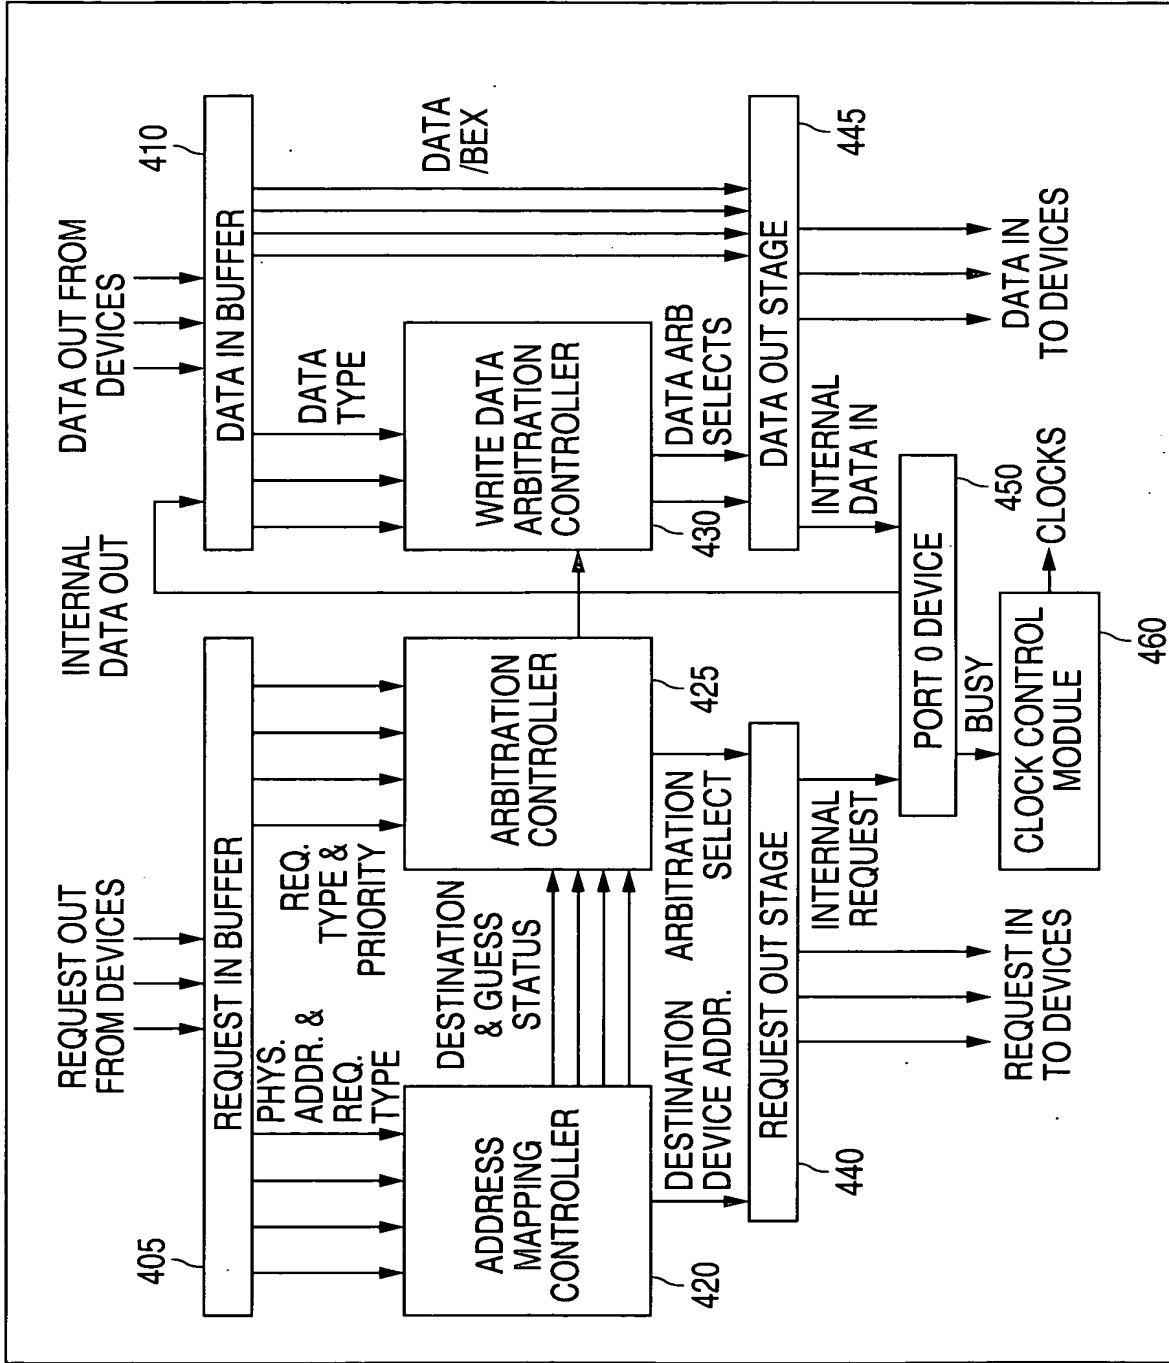 REQUEST OUT
FROM DEVICES
INTERNAL
DATA OUT
DATA OUT FROM
DEVICES
405
REQUEST IN BUFFER
410
DATA IN BUFFER
PHYS.
ADDR. &
REQ.
TYPE
REQ.
TYPE &
PRIORITY
DATA
TYPE
DATA
/BEX
ADDRESS
MAPPING
CONTROLLER
420
DESTINATION
& GUESS
STATUS
ARBITRATION
CONTROLLER
425
WRITE DATA
ARBITRATION
CONTROLLER
430
DESTINATION
DEVICE ADDR.
ARBITRATION
SELECT
DATA ARB
SELECTS
440
REQUEST OUT STAGE
DATA OUT STAGE
445
INTERNAL
REQUEST
INTERNAL
DATA IN
REQUEST IN
TO DEVICES
DATA IN
TO DEVICES
PORT 0 DEVICE
450
BUSY
CLOCK CONTROL
MODULE
460
CLOCKS